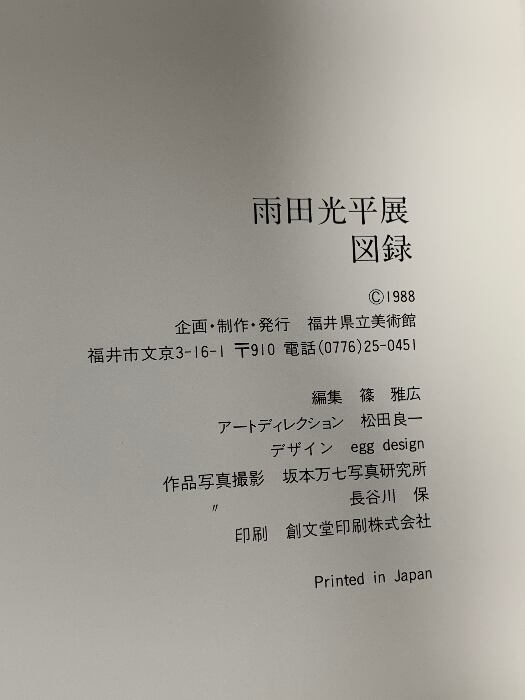 雨田光平展
図録
©1988
企画・制作・発行 福井県立美術館
福井市文京3-16-1 〒910 電話(0776)25-0451
編集 篠 雅広
アートディレクション 松田良一
デザイン egg design
作品写真撮影 坂本万七写真研究所
〃 長谷川 保
印刷 創文堂印刷株式会社
Printed in Japan